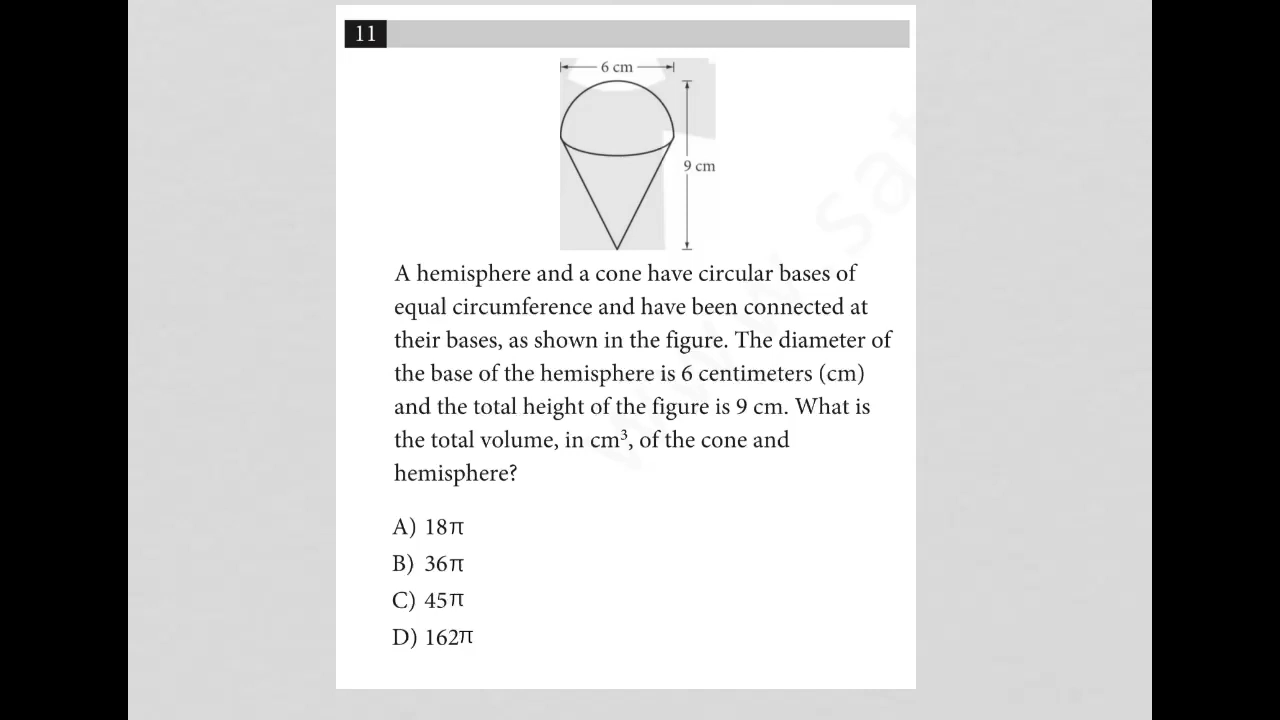 11
6 cm
9 cm
A hemisphere and a cone have circular bases of
equal circumference and have been connected at
their bases, as shown in the figure. The diameter of
the base of the hemisphere is 6 centimeters (cm)
and the total height of the figure is 9 cm. What is
the total volume, in cm³, of the cone and
hemisphere?
A) 18π
B) 36π
C) 45π
D) 162π
www.sat